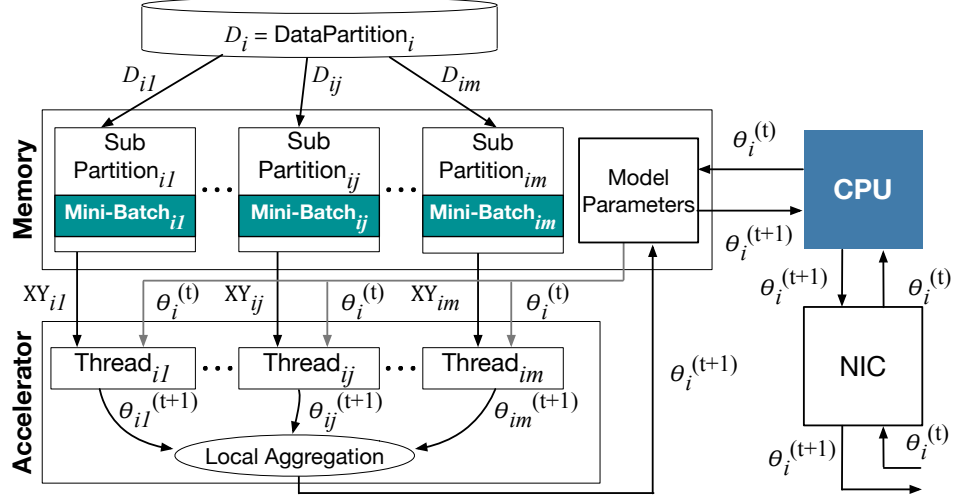 D_i = DataPartition_i
D_i1
D_ij
D_im
Memory
Sub
Partition_i1
Mini-Batch_i1
...
Sub
Partition_ij
Mini-Batch_ij
...
Sub
Partition_im
Mini-Batch_im
Model
Parameters
θ_i^(t)
θ_i^(t+1)
CPU
θ_i^(t+1)
θ_i^(t)
XY_i1
θ_i^(t)
XY_ij
θ_i^(t)
XY_im
θ_i^(t)
Accelerator
Thread_i1
...
Thread_ij
...
Thread_im
θ_i1^(t+1)
θ_ij^(t+1)
θ_im^(t+1)
Local Aggregation
θ_i^(t+1)
NIC
θ_i^(t+1)
θ_i^(t)